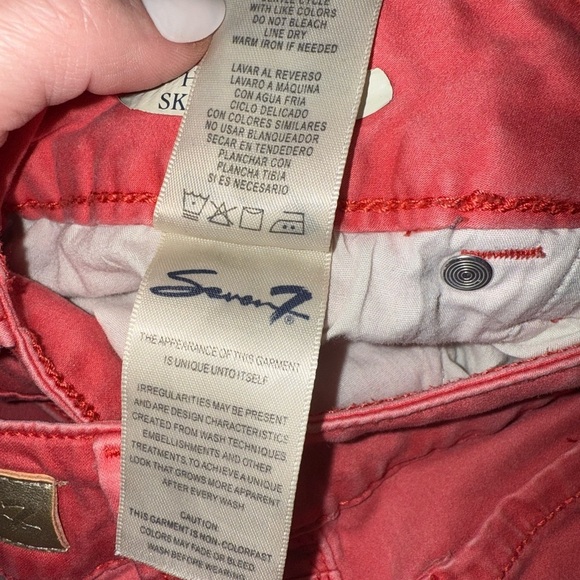 GENTLE CYCLE
WITH LIKE COLORS
DO NOT BLEACH
LINE DRY
WARM IRON IF NEEDED
LAVAR AL REVERSO
LAVARO A MÁQUINA
CON AGUA FRIA
CICLO DELICADO
CON COLORES SIMILARES
NO USAR BLANQUEADOR
SECAR EN TENDEDERO
PLANCHAR CON
PLANCHA TIBIA
SI ES NECESARIO
H
SK
Seven7®
THE APPEARANCE OF THIS GARMENT
IS UNIQUE UNTO ITSELF
IRREGULARITIES MAY BE PRESENT
AND ARE DESIGN CHARACTERISTICS
CREATED FROM WASH TECHNIQUES
EMBELLISHMENTS AND OTHER
TREATMENTS, TO ACHIEVE A UNIQUE
LOOK THAT GROWS MORE APPARENT
AFTER EVERY WASH
CAUTION:
THIS GARMENT IS NON-COLORFAST
COLORS MAY FADE OR BLEED
WASH BEFORE WEARING